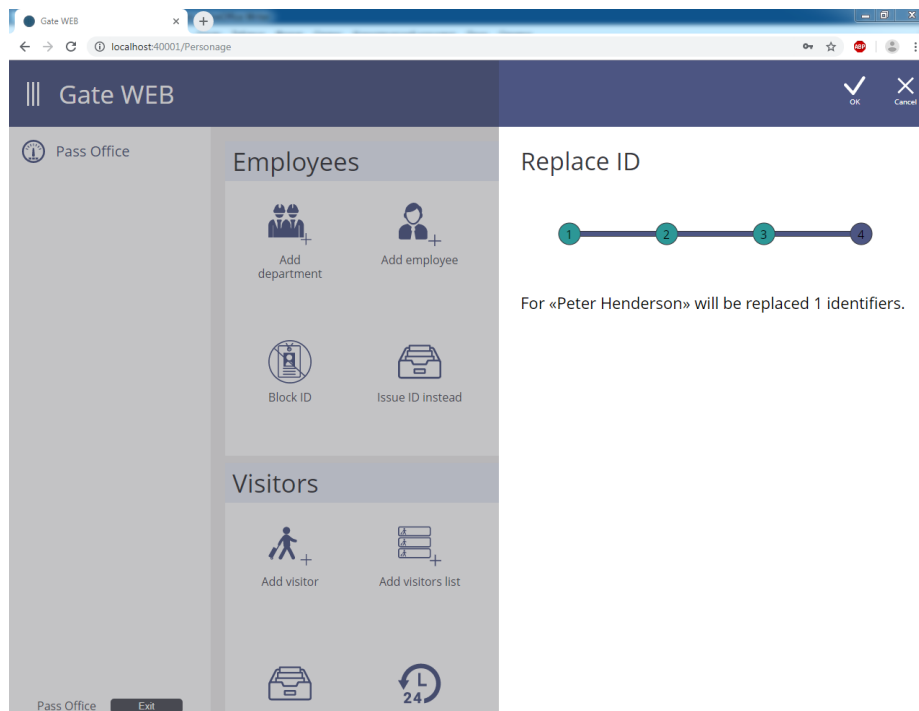 Gate WEB
localhost:40001/Personage
ABP
Gate WEB
OK
Cancel
Pass Office
Employees
Add
department
Add employee
Block ID
Issue ID instead
Visitors
Add visitor
Add visitors list
24
Pass Office
Exit
Replace ID
1
2
3
4
For «Peter Henderson» will be replaced 1 identifiers.